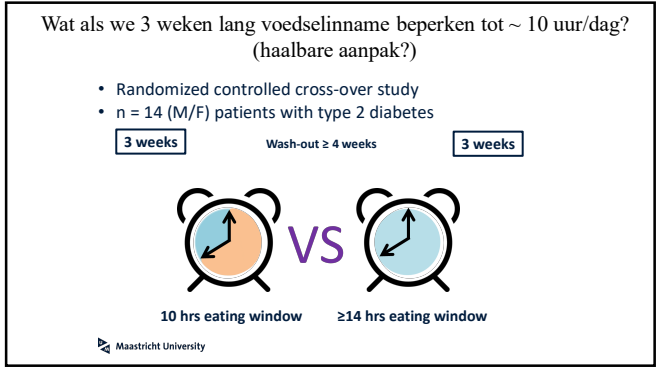 Wat als we 3 weken lang voedselinname beperken tot ~ 10 uur/dag?
(haalbare aanpak?)
• Randomized controlled cross-over study
• n = 14 (M/F) patients with type 2 diabetes
3 weeks
Wash-out ≥ 4 weeks
3 weeks
VS
10 hrs eating window
≥14 hrs eating window
Maastricht University